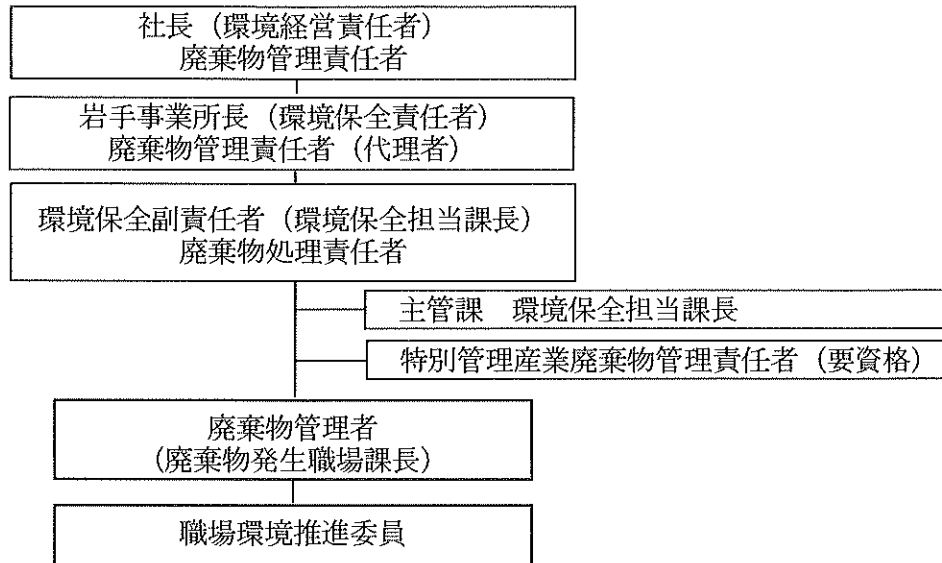 社長（環境経営責任者）
廃棄物管理責任者
岩手事業所長（環境保全責任者）
廃棄物管理責任者（代理者）
環境保全副責任者（環境保全担当課長）
廃棄物処理責任者
主管課　環境保全担当課長
特別管理産業廃棄物管理責任者（要資格）
廃棄物管理者
（廃棄物発生職場課長）
職場環境推進委員